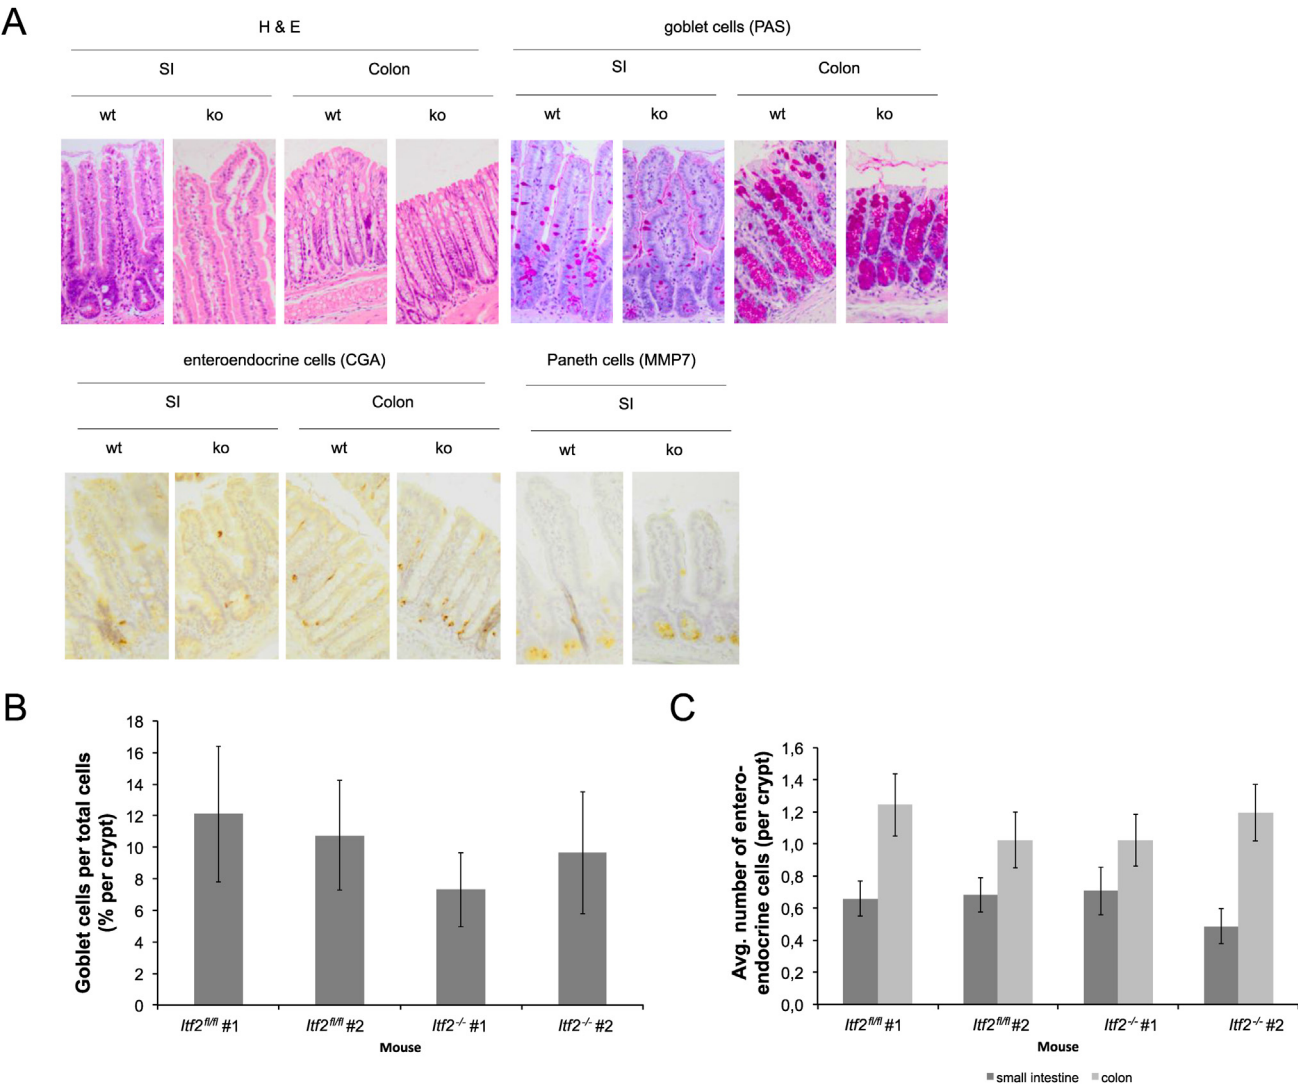 A
H & E
goblet cells (PAS)
SI
Colon
SI
Colon
wt
ko
wt
ko
wt
ko
wt
ko
enteroendocrine cells (CGA)
Paneth cells (MMP7)
SI
Colon
SI
wt
ko
wt
ko
wt
ko
B
Goblet cells per total cells
(% per crypt)
18
16
14
12
10
8
6
4
2
0
Itf2fl/fl #1
Itf2fl/fl #2
Itf2-/- #1
Itf2-/- #2
Mouse
C
Avg. number of entero-
endocrine cells (per crypt)
1,6
1,4
1,2
1,0
0,8
0,6
0,4
0,2
0,0
Itf2fl/fl #1
Itf2fl/fl #2
Itf2-/- #1
Itf2-/- #2
Mouse
small intestine
colon